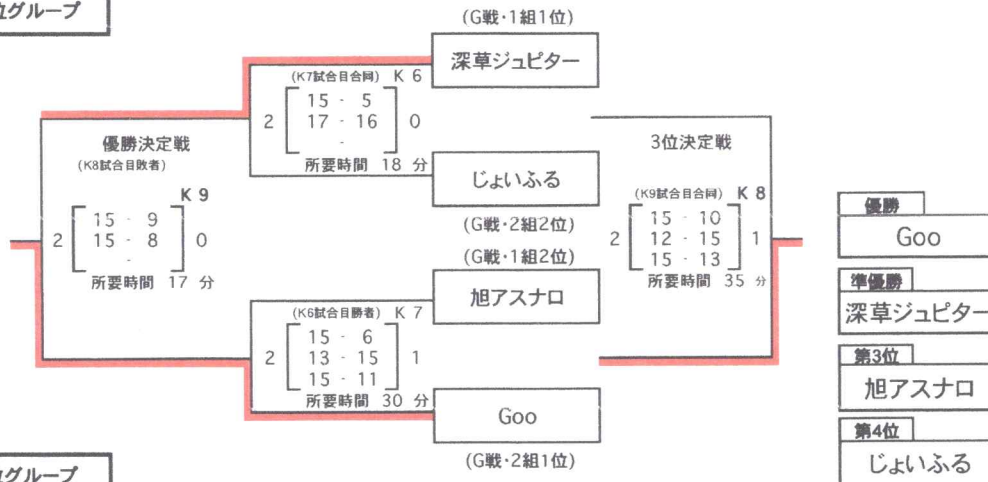 位グループ
(G戦・1組1位)
深草ジュピター
(K7試合目合同) K 6
2 15 - 5 0
17 - 16
-
所要時間 18 分
じょいふる
(G戦・2組2位)
優勝決定戦
(K8試合目敗者)
K 9
2 15 - 9 0
15 - 8
-
所要時間 17 分
(G戦・1組2位)
旭アスナロ
(K6試合目勝者) K 7
2 15 - 6 1
13 - 15
15 - 11
所要時間 30 分
Goo
(G戦・2組1位)
3位決定戦
(K9試合目合同) K 8
2 15 - 10 1
12 - 15
15 - 13
所要時間 35 分
優勝
Goo
準優勝
深草ジュピター
第3位
旭アスナロ
第4位
じょいふる
位グループ